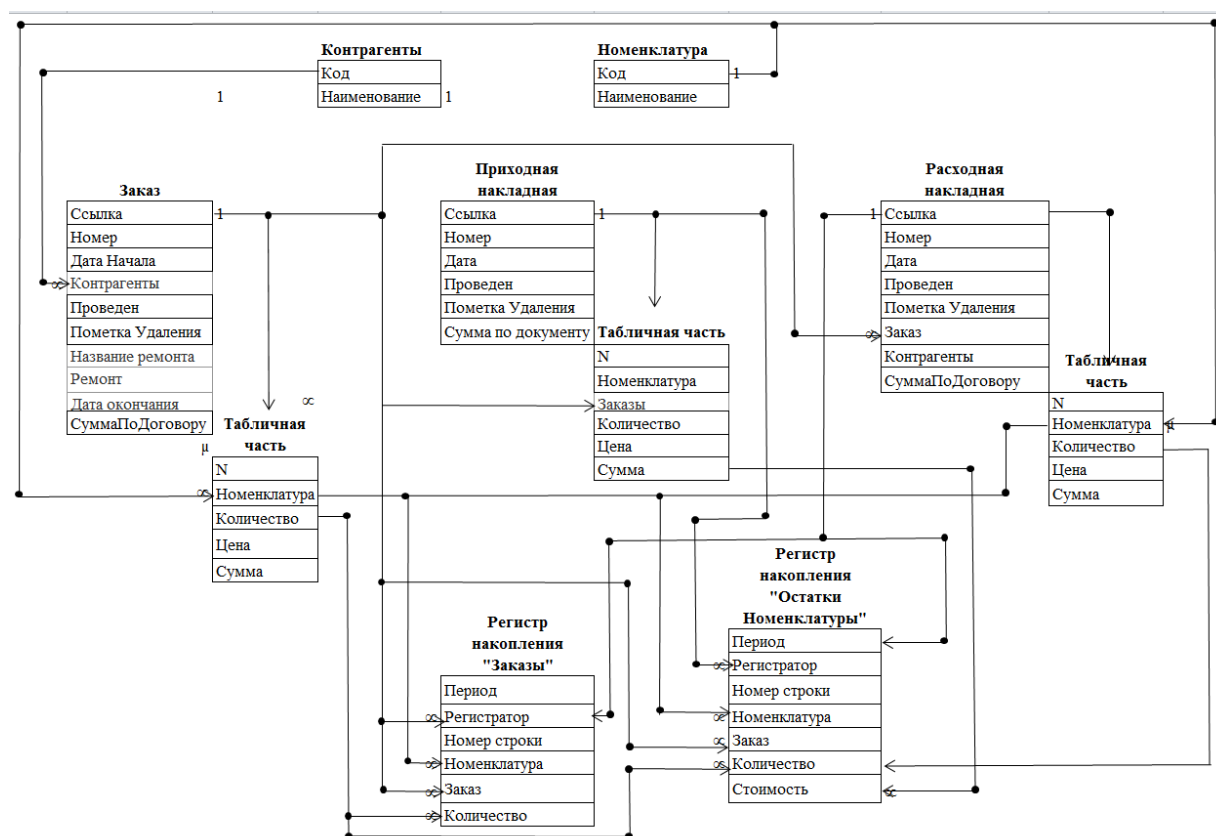 Контрагенты
Код
1
Наименование
1
Номенклатура
Код
1
Наименование
Заказ
Ссылка
1
Номер
Дата Начала
∞
Контрагенты
Проведен
Пометка Удаления
Название ремонта
Ремонт
Дата окончания
∞
СуммаПоДоговору
µ
Табличная
часть
N
∞
Номенклатура
Количество
Цена
Сумма
Приходная
накладная
Ссылка
1
Номер
Дата
Проведен
Пометка Удаления
Сумма по документу
Табличная часть
N
Номенклатура
Заказы
Количество
Цена
Сумма
Расходная
накладная
1
Ссылка
Номер
Дата
Проведен
Пометка Удаления
∞
Заказ
Контрагенты
СуммаПоДоговору
Табличная
часть
N
Номенклатура
µ
Количество
Цена
Сумма
Регистр
накопления
"Заказы"
Период
∞
Регистратор
Номер строки
∞
Номенклатура
∞
Заказ
∞
Количество
Регистр
накопления
"Остатки
Номенклатуры"
Период
∞
Регистратор
Номер строки
∞
Номенклатура
∞
Заказ
∞
Количество
Стоимость
∞